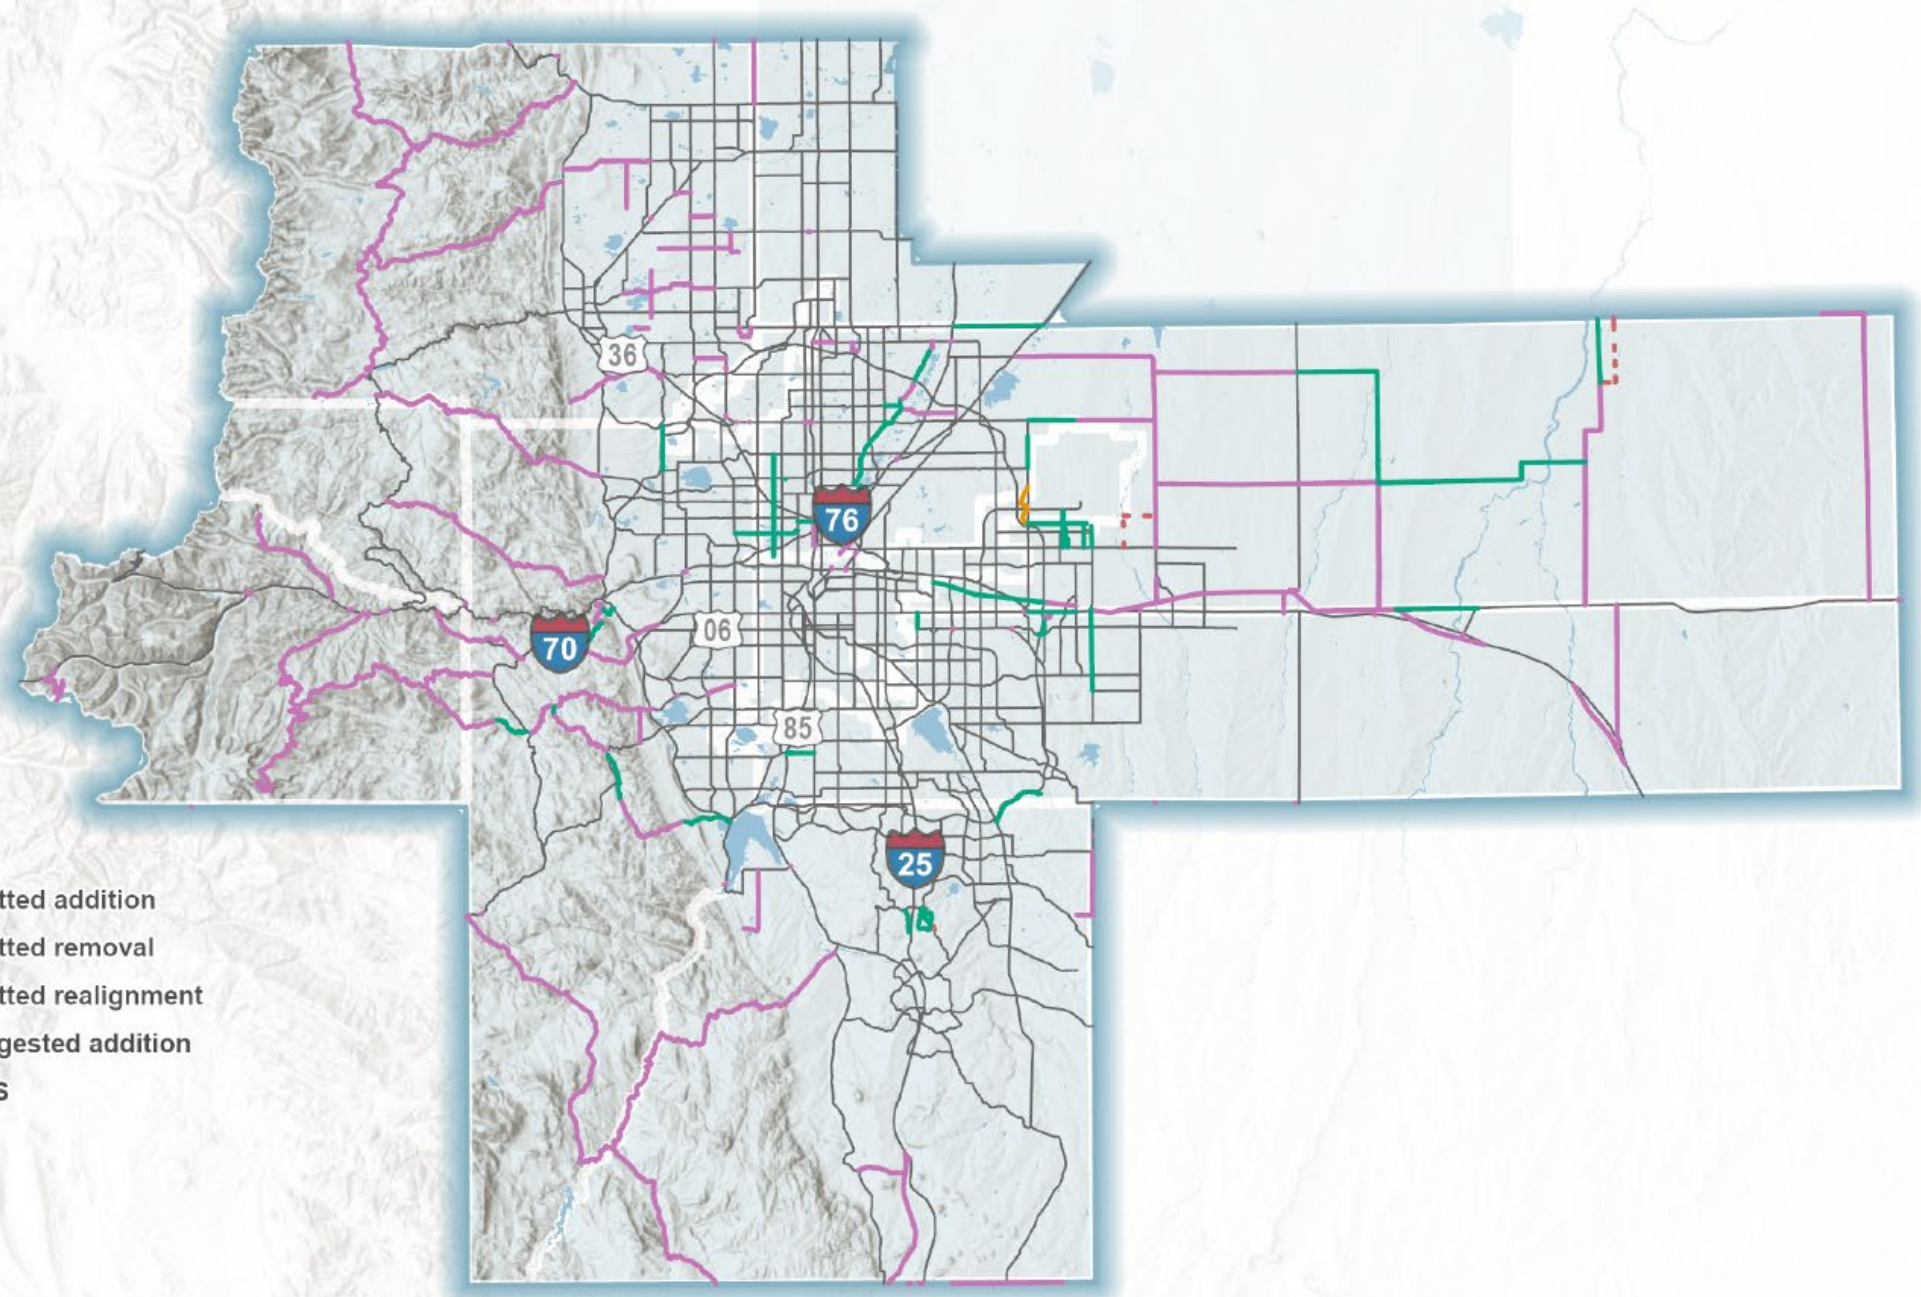 36
76
06
70
85
25
tted addition
tted removal
tted realignment
gested addition
S